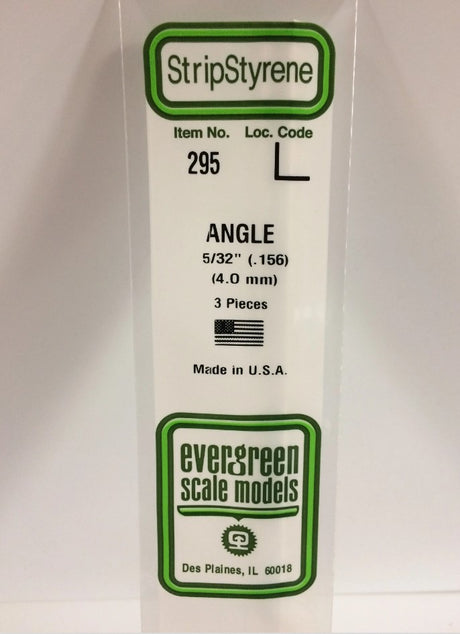 StripStyrene
Item No. Loc. Code
295 L
ANGLE
5/32" (.156)
(4.0 mm)
3 Pieces
Made in U.S.A.
evergreen
scale models
Des Plaines, IL 60018